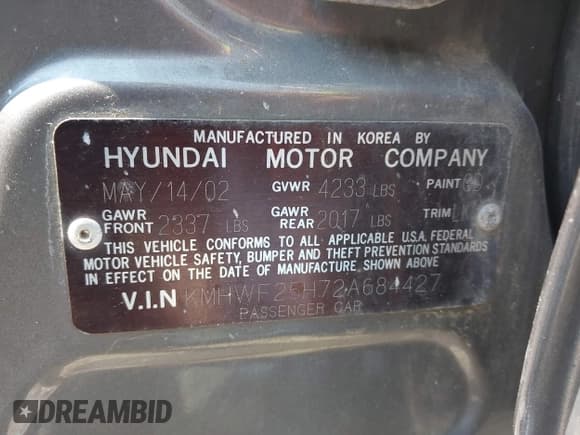 MANUFACTURED IN KOREA BY
HYUNDAI MOTOR COMPANY
MAY/14/02 GVWR 4233 LBS PAINT
GAWR FRONT 2337 LBS GAWR REAR 2017 LBS TRIM LK
THIS VEHICLE CONFORMS TO ALL APPLICABLE U.S.A. FEDERAL
MOTOR VEHICLE SAFETY, BUMPER AND THEFT PREVENTION STANDARDS
IN EFFECT ON THE DATE OF MANUFACTURE SHOWN ABOVE
V.I.N KMHWF25H72A684427
PASSENGER CAR
DREAMBID